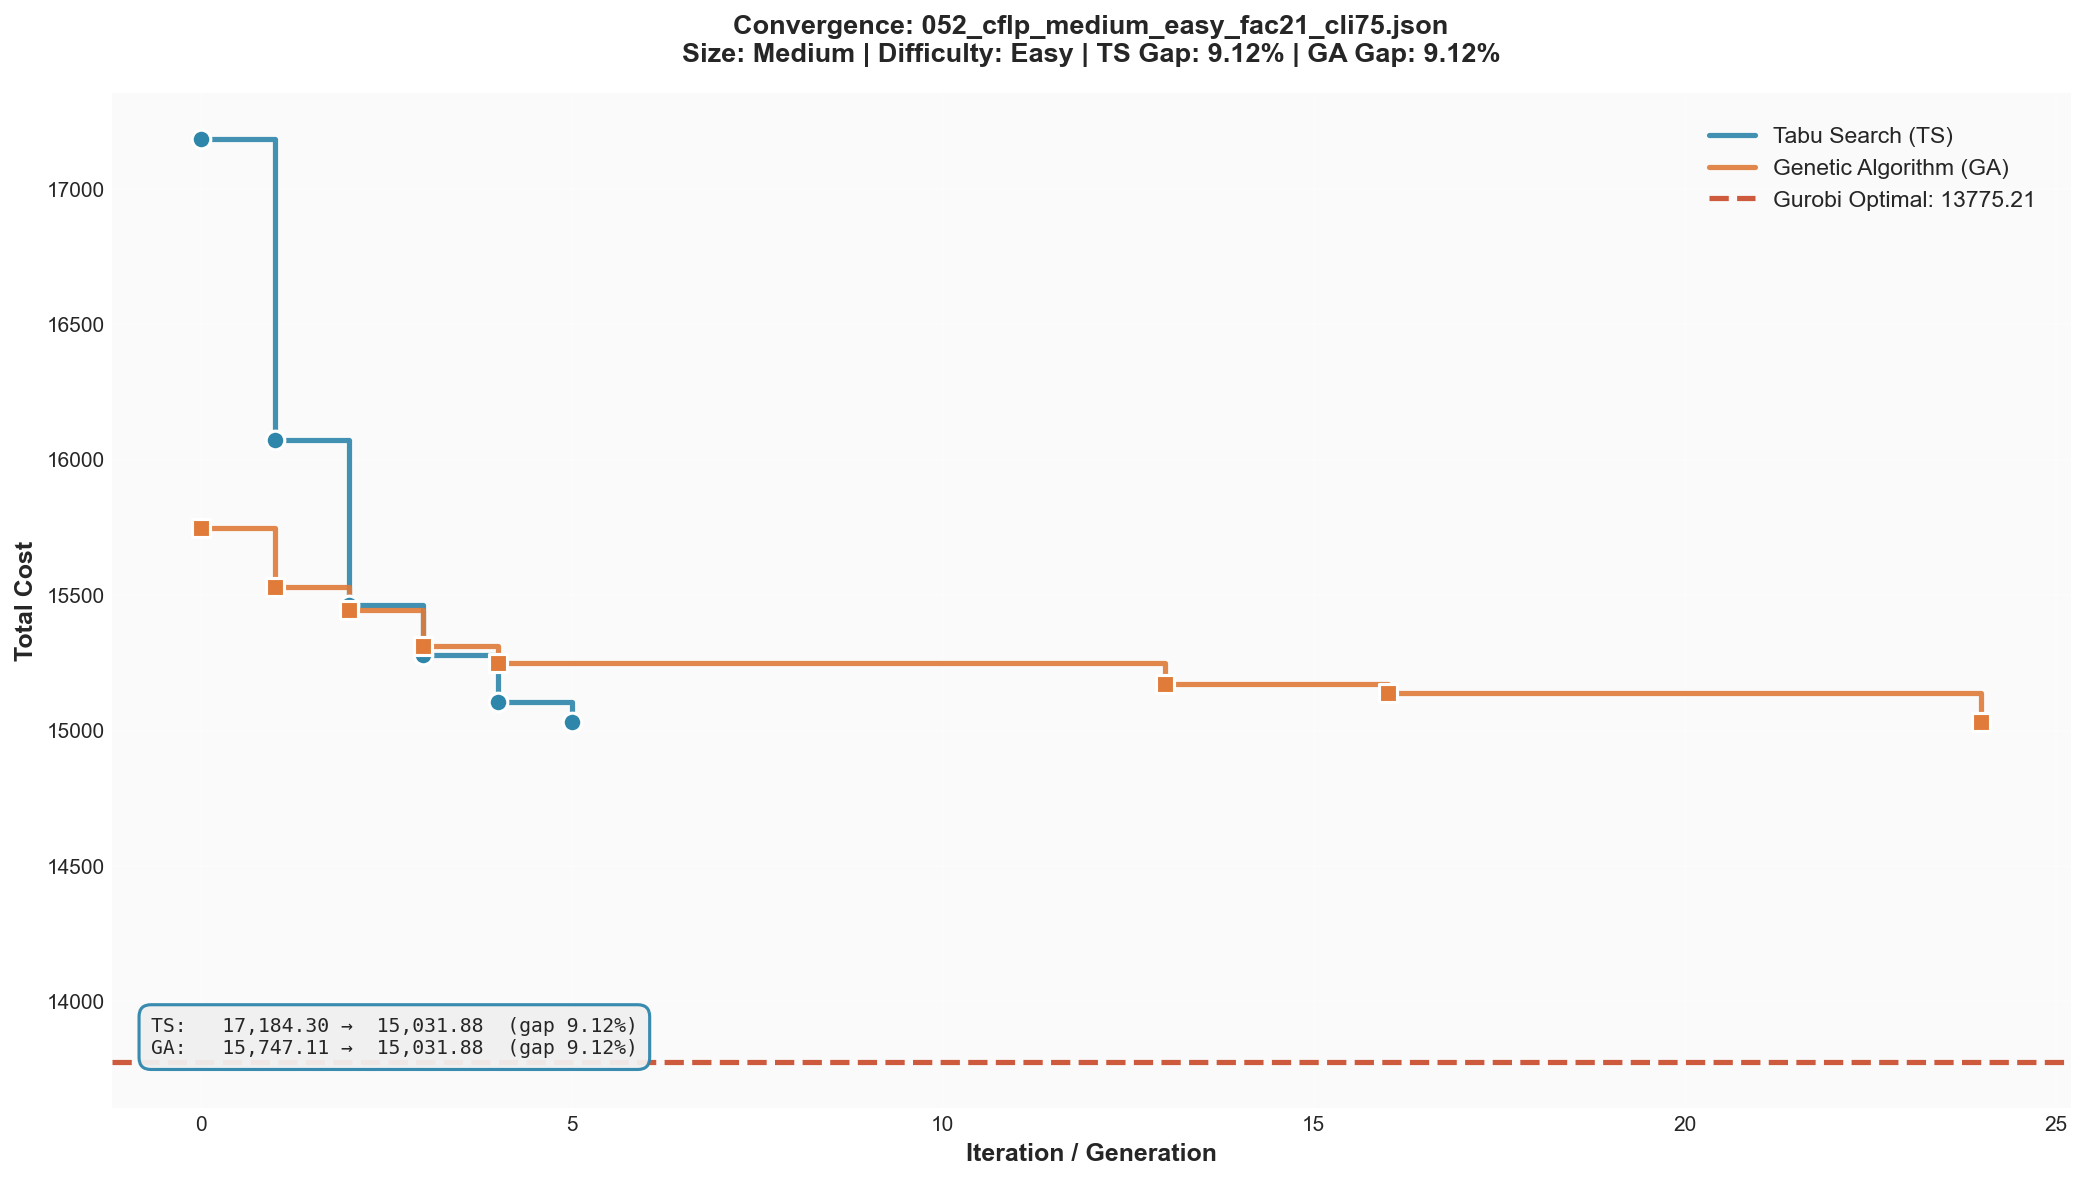 Convergence: 052_cflp_medium_easy_fac21_cli75.json
Size: Medium | Difficulty: Easy | TS Gap: 9.12% | GA Gap: 9.12%
Tabu Search (TS)
Genetic Algorithm (GA)
Gurobi Optimal: 13775.21
Total Cost
17000
16500
16000
15500
15000
14500
14000
TS: 17,184.30 → 15,031.88 (gap 9.12%)
GA: 15,747.11 → 15,031.88 (gap 9.12%)
0 5 10 15 20 25
Iteration / Generation